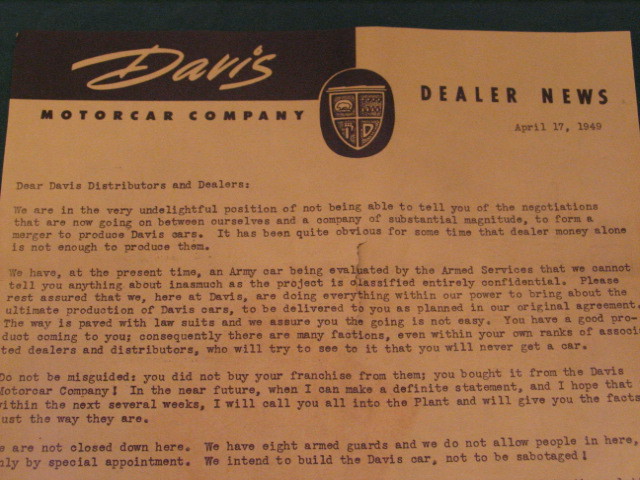 Davis
MOTORCAR COMPANY
DEALER NEWS
April 17, 1949
Dear Davis Distributors and Dealers:
We are in the very undelightful position of not being able to tell you of the negotiations
that are now going on between ourselves and a company of substantial magnitude, to form a
merger to produce Davis cars. It has been quite obvious for some time that dealer money alone
is not enough to produce them.
We have, at the present time, an Army car being evaluated by the Armed Services that we cannot
tell you anything about inasmuch as the project is classified entirely confidential. Please
rest assured that we, here at Davis, are doing everything within our power to bring about the
ultimate production of Davis cars, to be delivered to you as planned in our original agreement.
The way is paved with law suits and we assure you the going is not easy. You have a good pro-
duct coming to you; consequently there are many factions, even within your own ranks of associ
ted dealers and distributors, who will try to see to it that you will never get a car.
Do not be misguided: you did not buy your franchise from them; you bought it from the Davis
Motorcar Company! In the near future, when I can make a definite statement, and I hope that
within the next several weeks, I will call you all into the Plant and will give you the facts
ust the way they are.
e are not closed down here. We have eight armed guards and we do not allow people in here,
nly by special appointment. We intend to build the Davis car, not to be sabotaged!